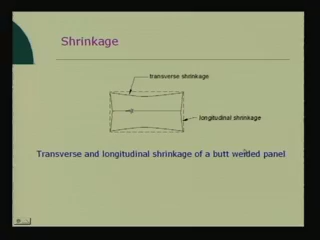 Shrinkage
transverse shrinkage
longitudinal shrinkage
Transverse and longitudinal shrinkage of a butt welded panel